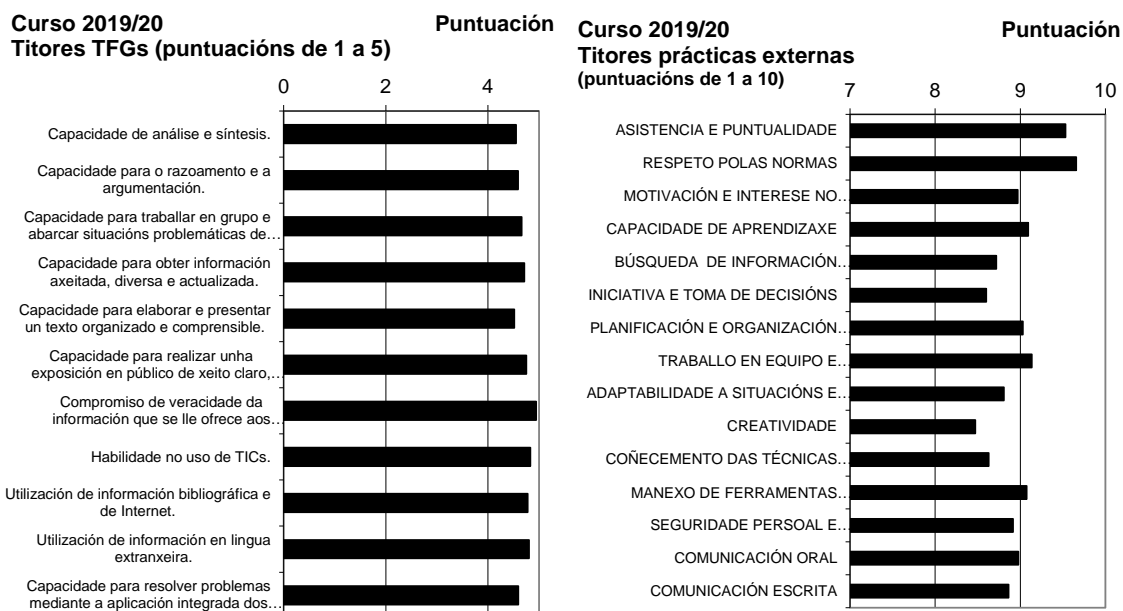 Curso 2019/20 Puntuación
Titores TFGs (puntuacións de 1 a 5)
0 2 4
Capacidade de análise e síntesis.
Capacidade para o razoamento e a
argumentación.
Capacidade para traballar en grupo e
abarcar situacións problemáticas de…
Capacidade para obter información
axeitada, diversa e actualizada.
Capacidade para elaborar e presentar
un texto organizado e comprensible.
Capacidade para realizar unha
exposición en público de xeito claro,…
Compromiso de veracidade da
información que se lle ofrece aos…
Habilidade no uso de TICs.
Utilización de información bibliográfica e
de Internet.
Utilización de información en lingua
extranxeira.
Capacidade para resolver problemas
mediante a aplicación integrada dos…
Curso 2019/20 Puntuación
Titores prácticas externas
(puntuacións de 1 a 10)
7 8 9 10
ASISTENCIA E PUNTUALIDADE
RESPETO POLAS NORMAS
MOTIVACIÓN E INTERESE NO…
CAPACIDADE DE APRENDIZAXE
BÚSQUEDA DE INFORMACIÓN…
INICIATIVA E TOMA DE DECISIÓNS
PLANIFICACIÓN E ORGANIZACIÓN…
TRABALLO EN EQUIPO E…
ADAPTABILIDADE A SITUACIÓNS E…
CREATIVIDADE
COÑECEMENTO DAS TÉCNICAS…
MANEXO DE FERRAMENTAS…
SEGURIDADE PERSOAL E…
COMUNICACIÓN ORAL
COMUNICACIÓN ESCRITA